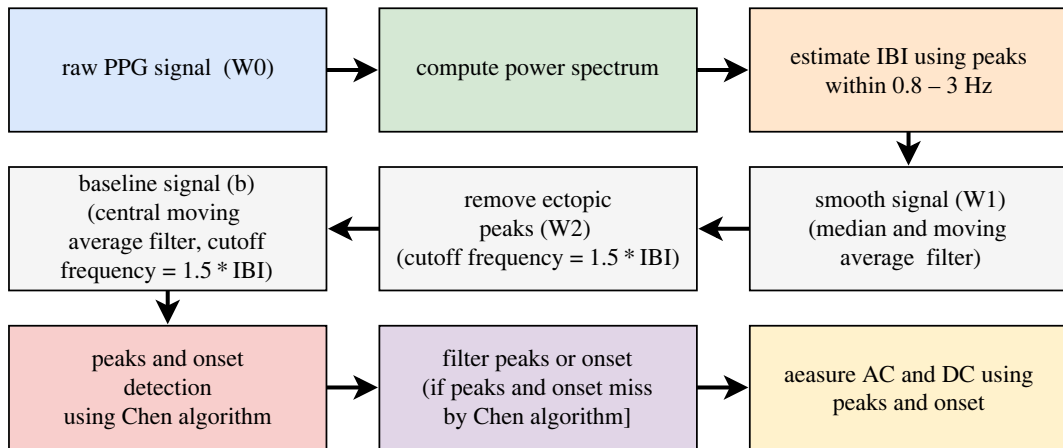 raw PPG signal (W0)
compute power spectrum
estimate IBI using peaks
within 0.8 – 3 Hz
smooth signal (W1)
(median and moving
average filter)
remove ectopic
peaks (W2)
(cutoff frequency = 1.5 * IBI)
baseline signal (b)
(central moving
average filter, cutoff
frequency = 1.5 * IBI)
peaks and onset
detection
using Chen algorithm
filter peaks or onset
(if peaks and onset miss
by Chen algorithm]
aeasure AC and DC using
peaks and onset